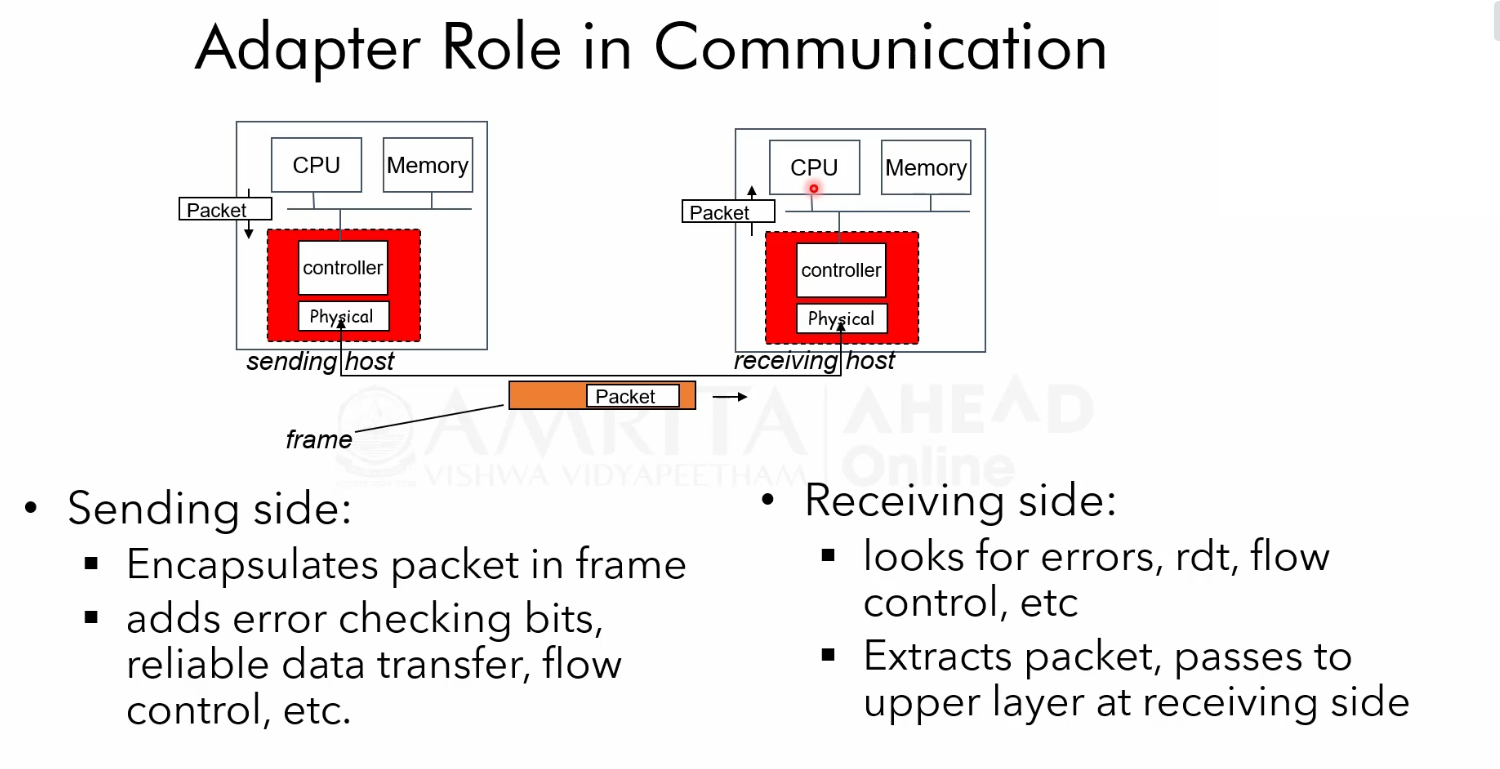 Adapter Role in Communication
CPU
Memory
Packet
controller
Physical
sending host
CPU
Memory
Packet
controller
Physical
receiving host
Packet
frame
AMRITA
VISHWA VIDYAPEETHAM
AHEAD
Online
• Sending side:
▪ Encapsulates packet in frame
▪ adds error checking bits,
reliable data transfer, flow
control, etc.
• Receiving side:
▪ looks for errors, rdt, flow
control, etc
▪ Extracts packet, passes to
upper layer at receiving side